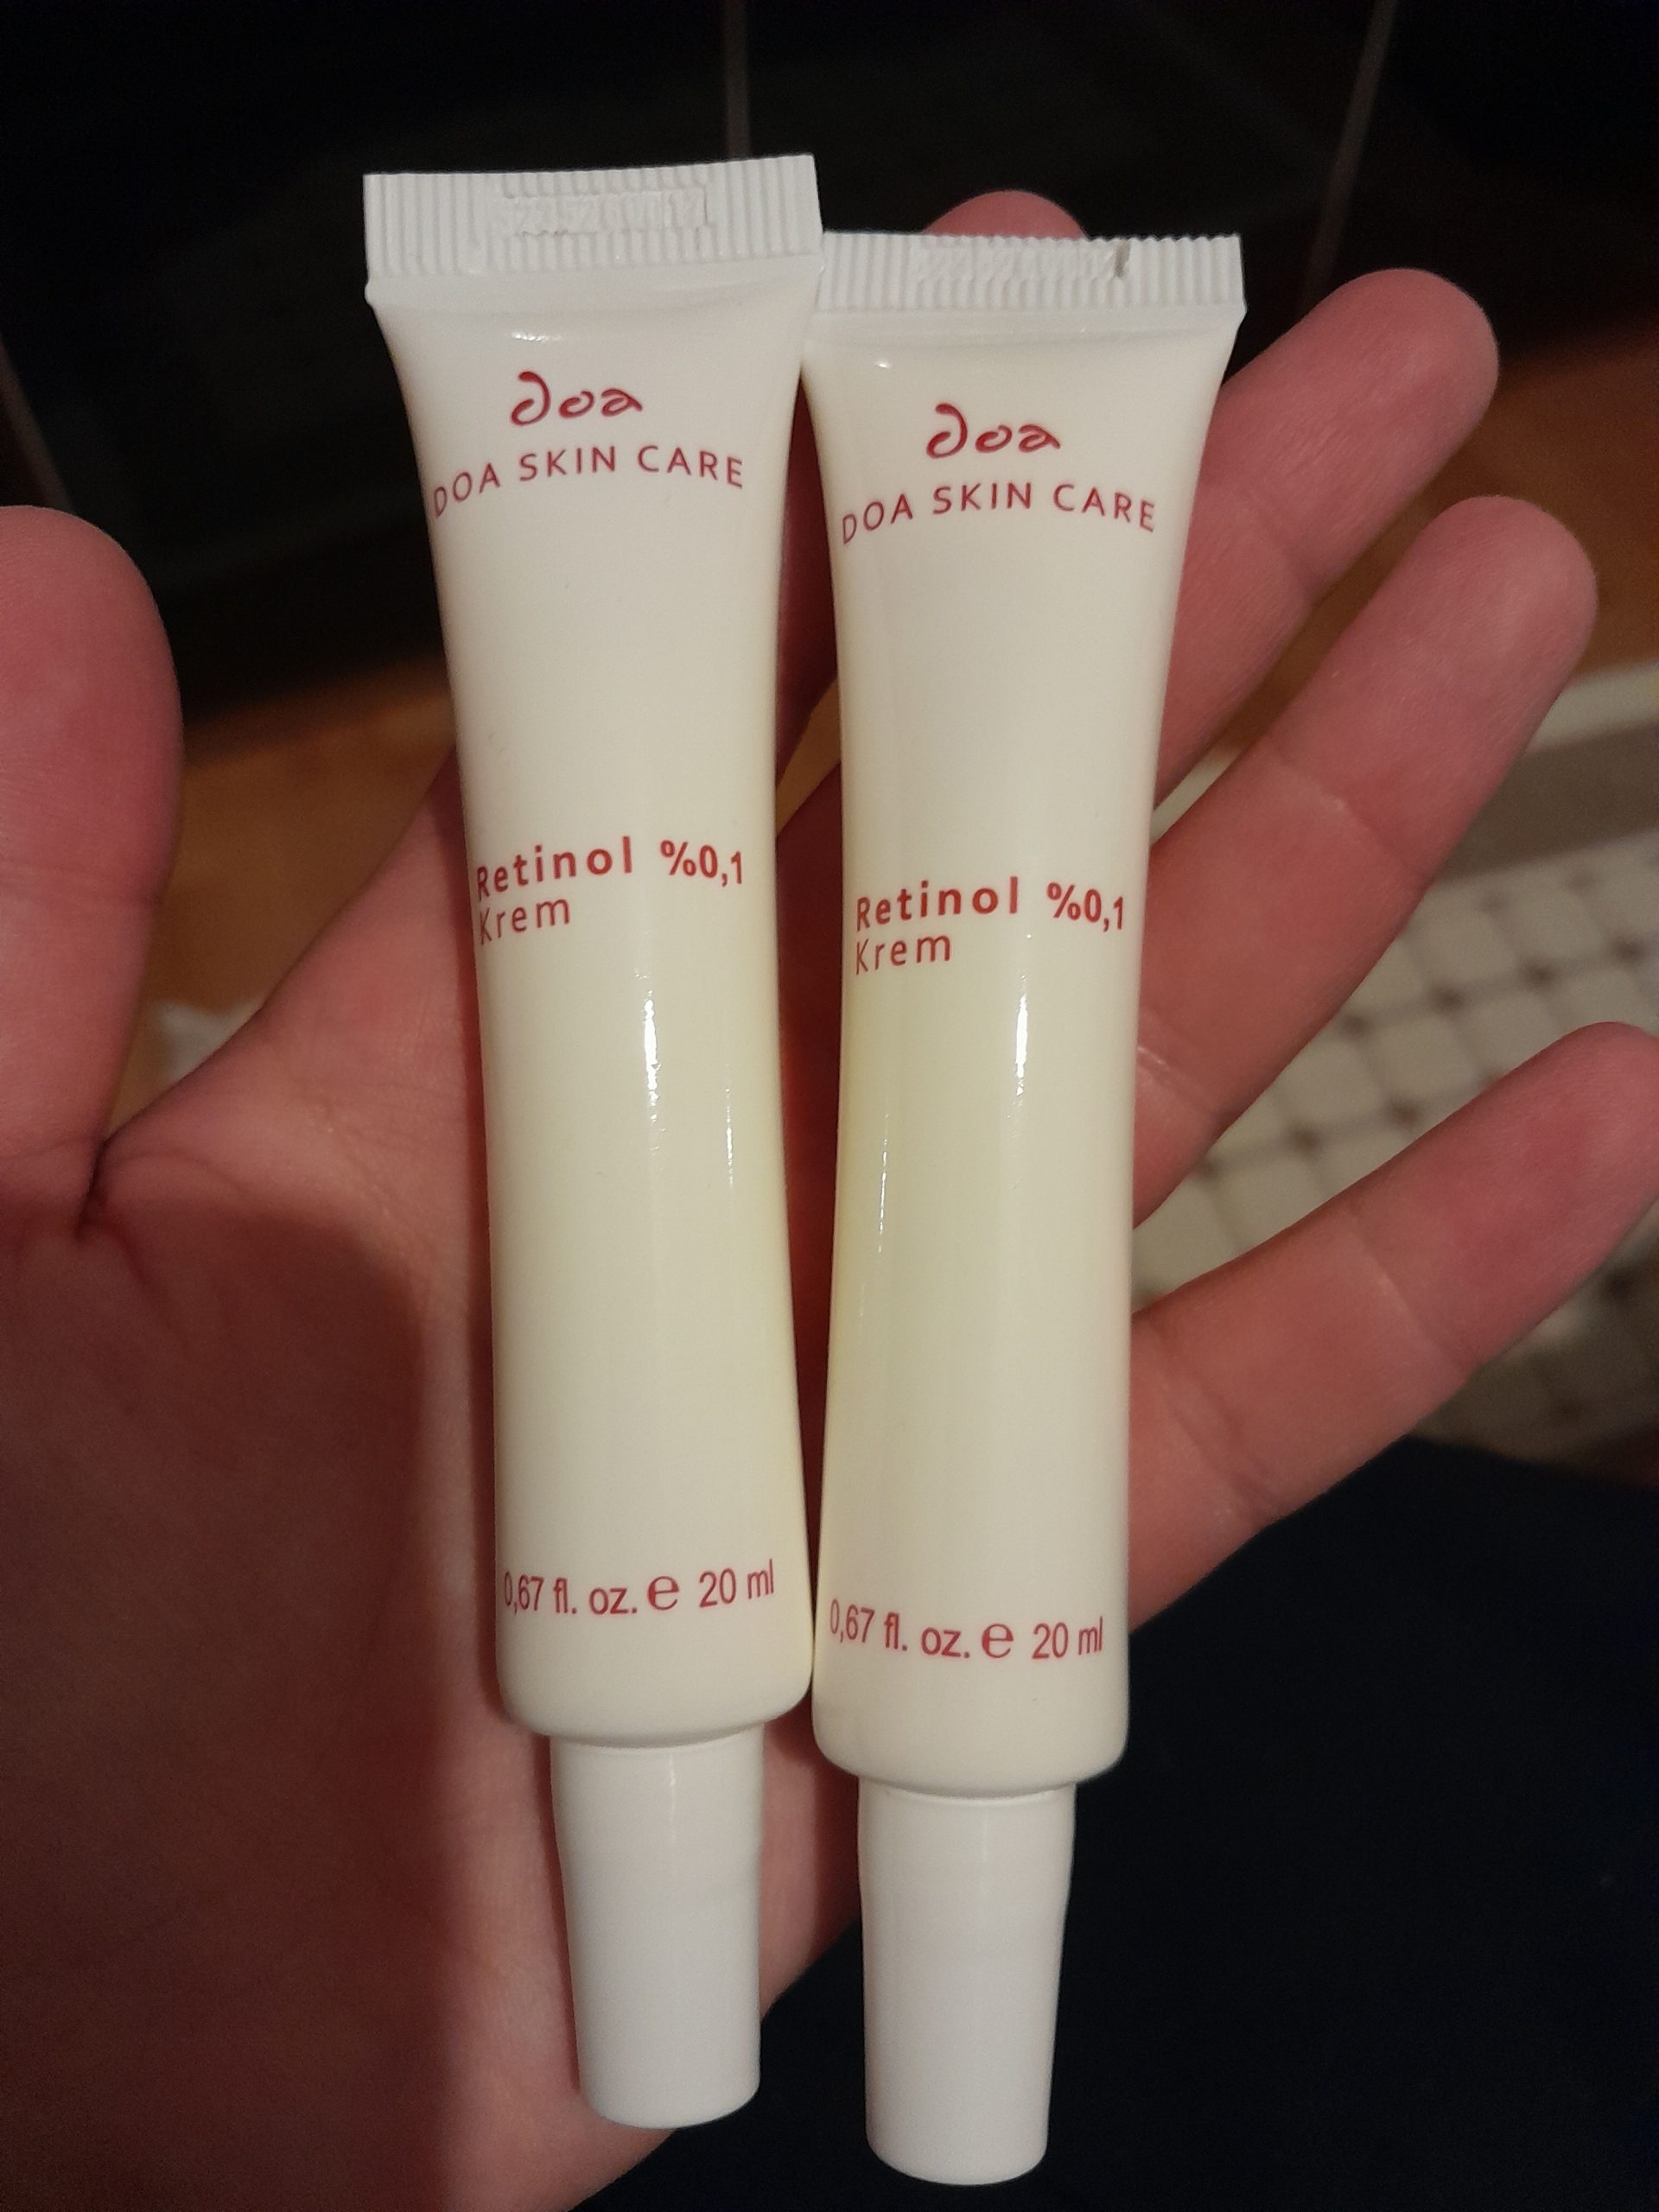 doa
DOA SKIN CARE
Retinol %0,1
Krem
0,67 fl. oz. e 20 ml
doa
DOA SKIN CARE
Retinol %0,1
Krem
0,67 fl. oz. e 20 ml